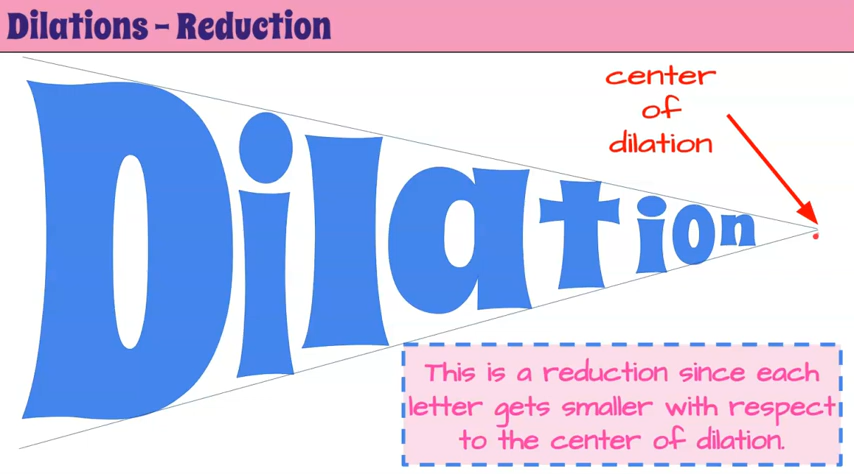 Dilations – Reduction
center
of
dilation
Dilation
This is a reduction since each
letter gets smaller with respect
to the center of dilation.